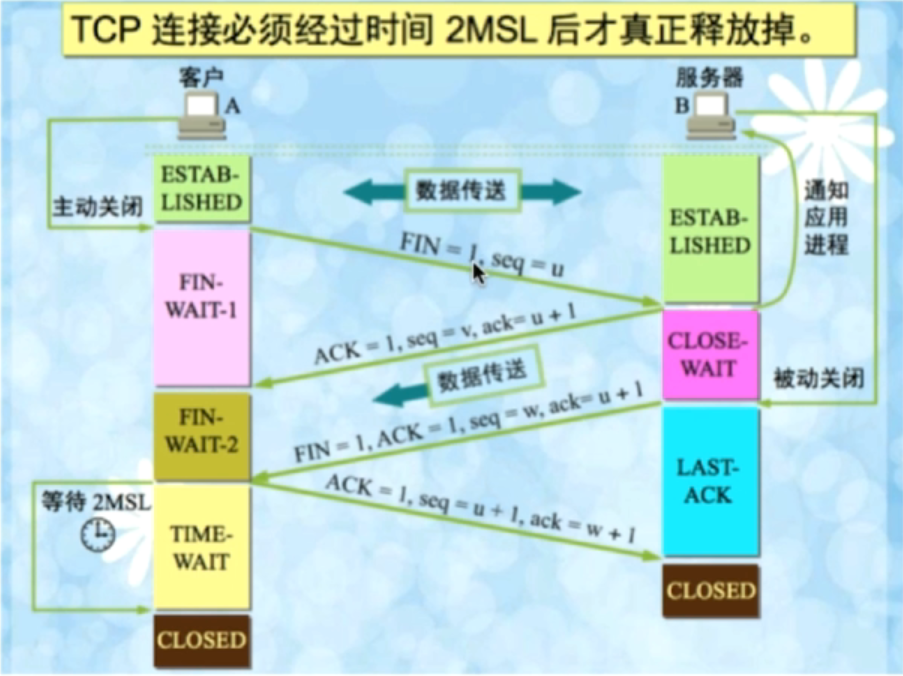 TCP 连接必须经过时间 2MSL 后才真正释放掉。
客户
A
服务器
B
ESTAB-
LISHED
数据传送
主动关闭
ESTAB-
LISHED
通知
应用
进程
FIN = 1, seq = u
FIN-
WAIT-1
ACK = 1, seq = v, ack= u + 1
CLOSE-
WAIT
数据传送
被动关闭
FIN-
WAIT-2
FIN = 1, ACK = 1, seq = w, ack= u + 1
LAST-
ACK
ACK = 1, seq = u + 1, ack = w + 1
等待 2MSL
TIME-
WAIT
CLOSED
CLOSED